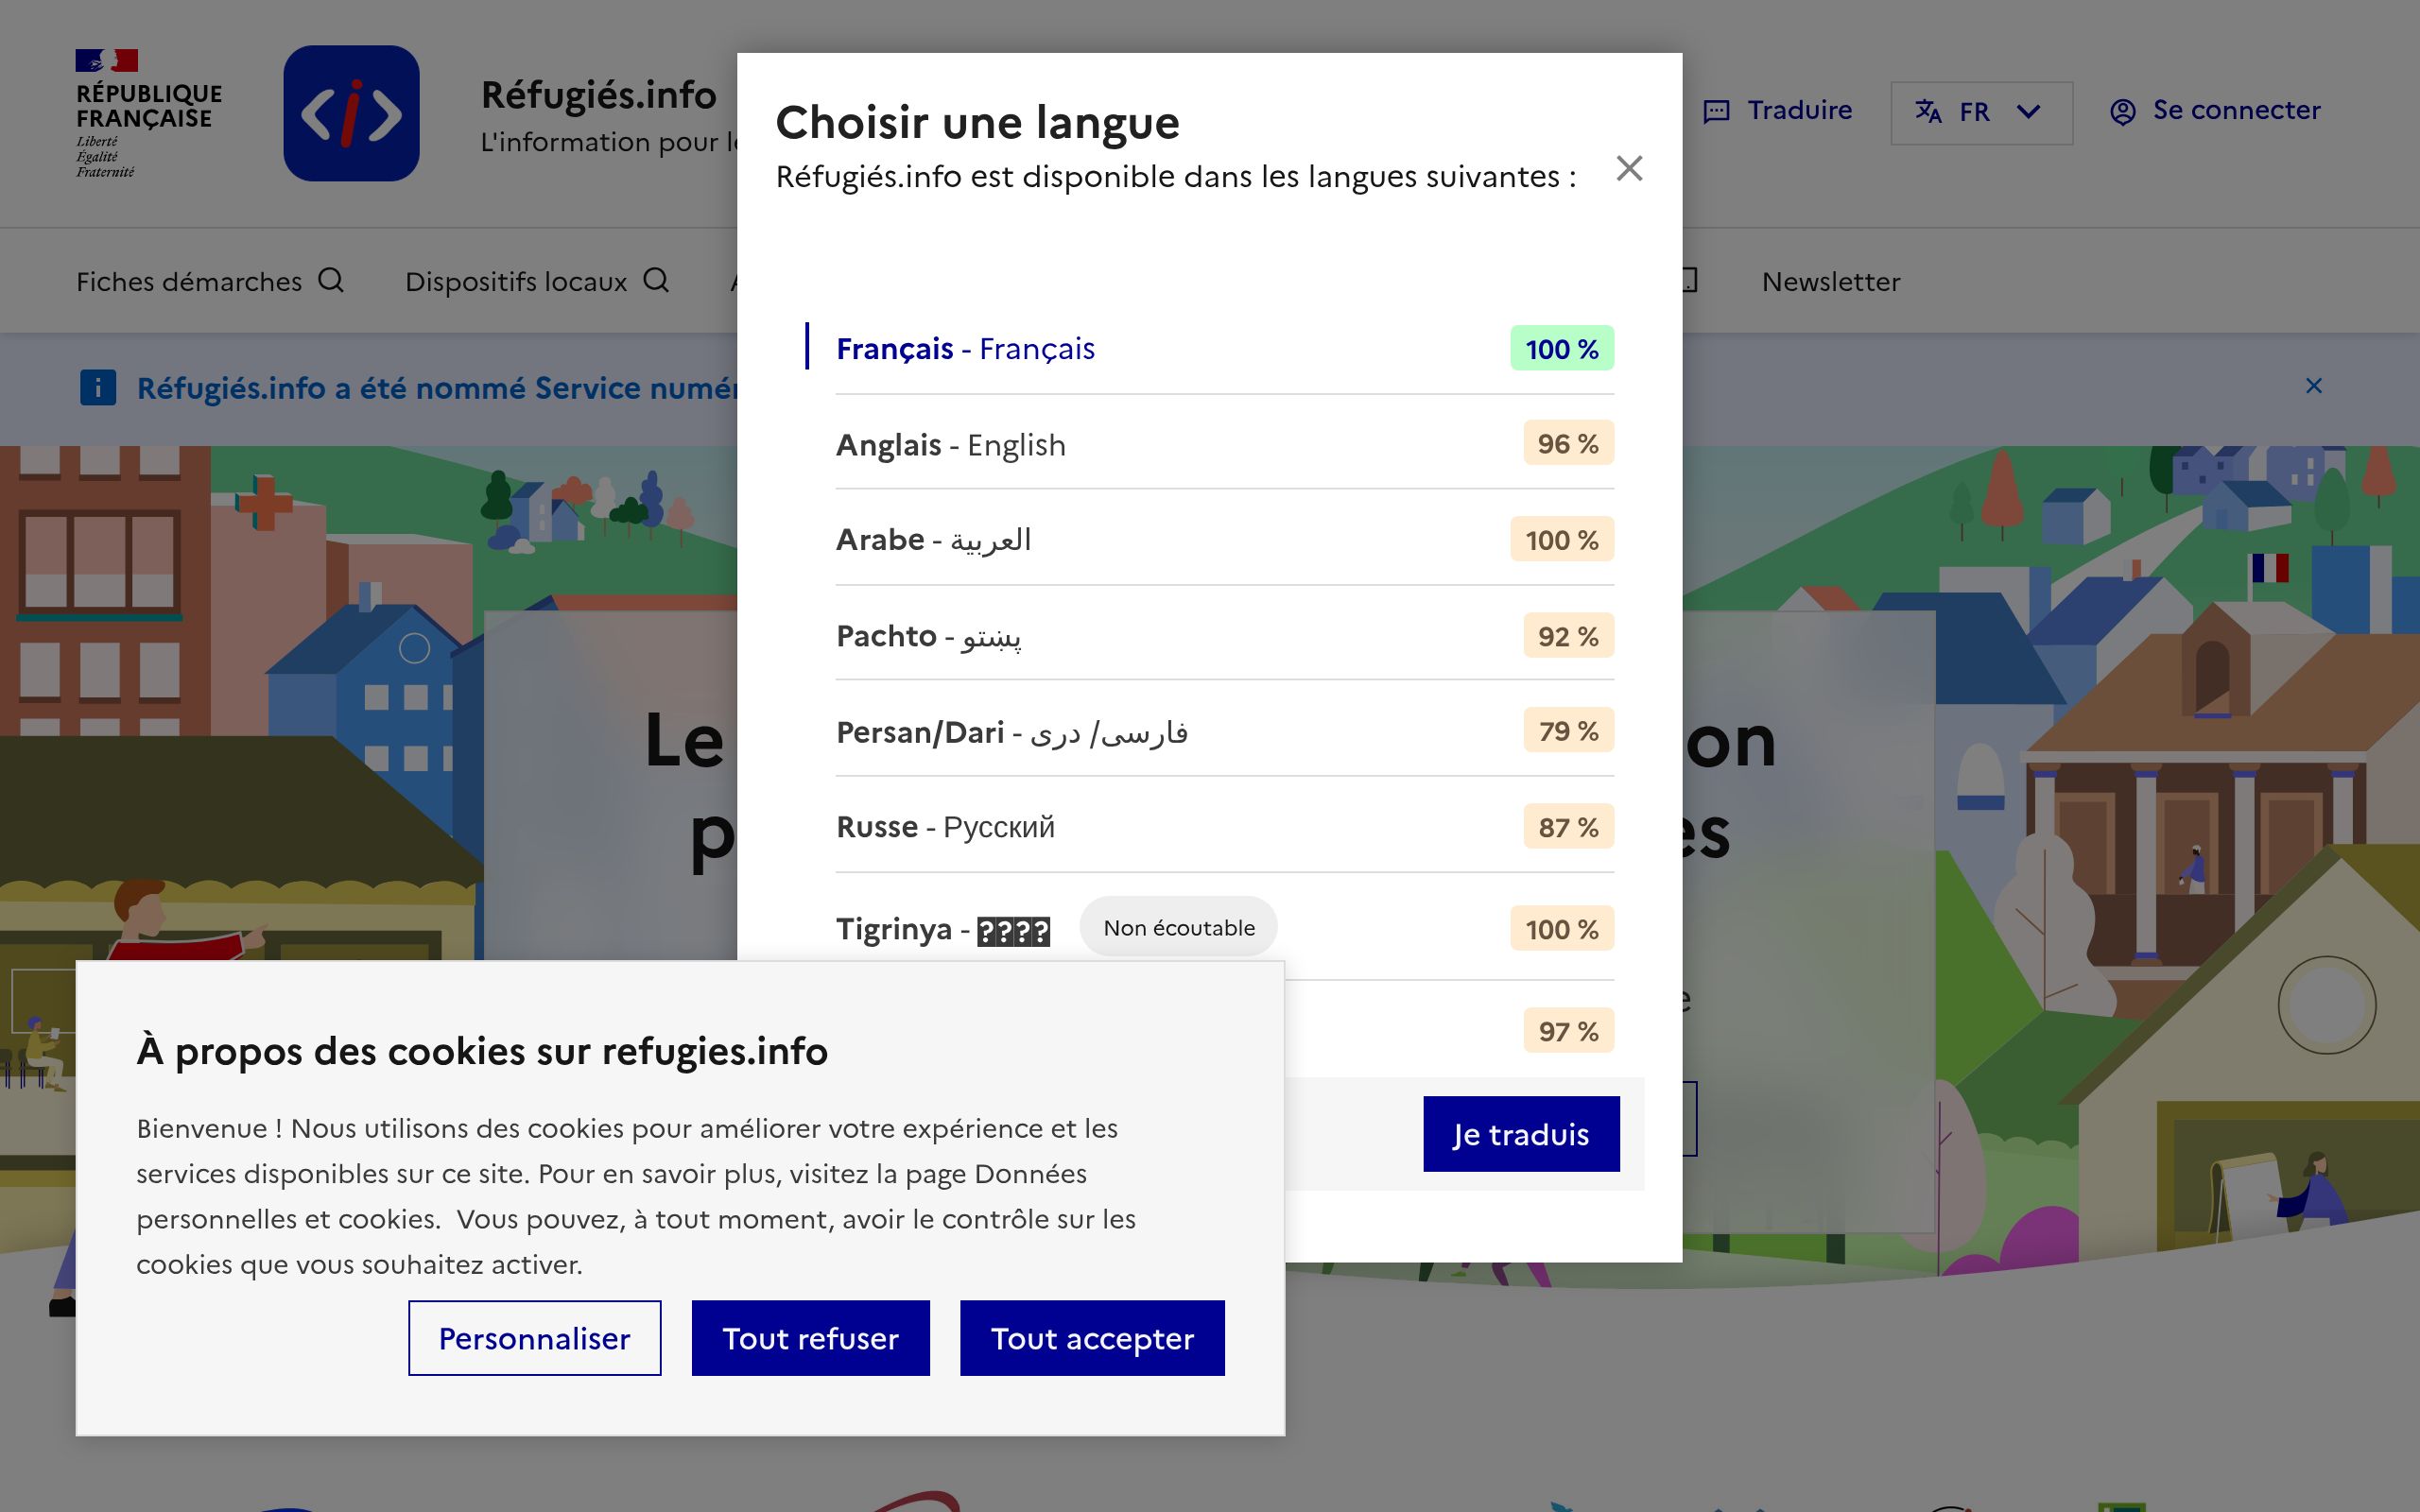 RÉPUBLIQUE
FRANÇAISE
Liberté
Égalité
Fraternité
Réfugiés.info
L'information pour
Traduire
FR
Se connecter
Fiches démarches
Dispositifs locaux
Newsletter
Réfugiés.info a été nommé Service
Choisir une langue
Réfugiés.info est disponible dans les langues suivantes :
Français - Français 100 %
Anglais - English 96 %
Arabe - العربية 100 %
Pachto - پښتو 92 %
Persan/Dari - فارسی/ دری 79 %
Russe - Русский 87 %
Tigrinya - Non écoutable 100 %
97 %
Je traduis
Le
À propos des cookies sur refugies.info
Bienvenue ! Nous utilisons des cookies pour améliorer votre expérience et les
services disponibles sur ce site. Pour en savoir plus, visitez la page Données
personnelles et cookies. Vous pouvez, à tout moment, avoir le contrôle sur les
cookies que vous souhaitez activer.
Personnaliser
Tout refuser
Tout accepter